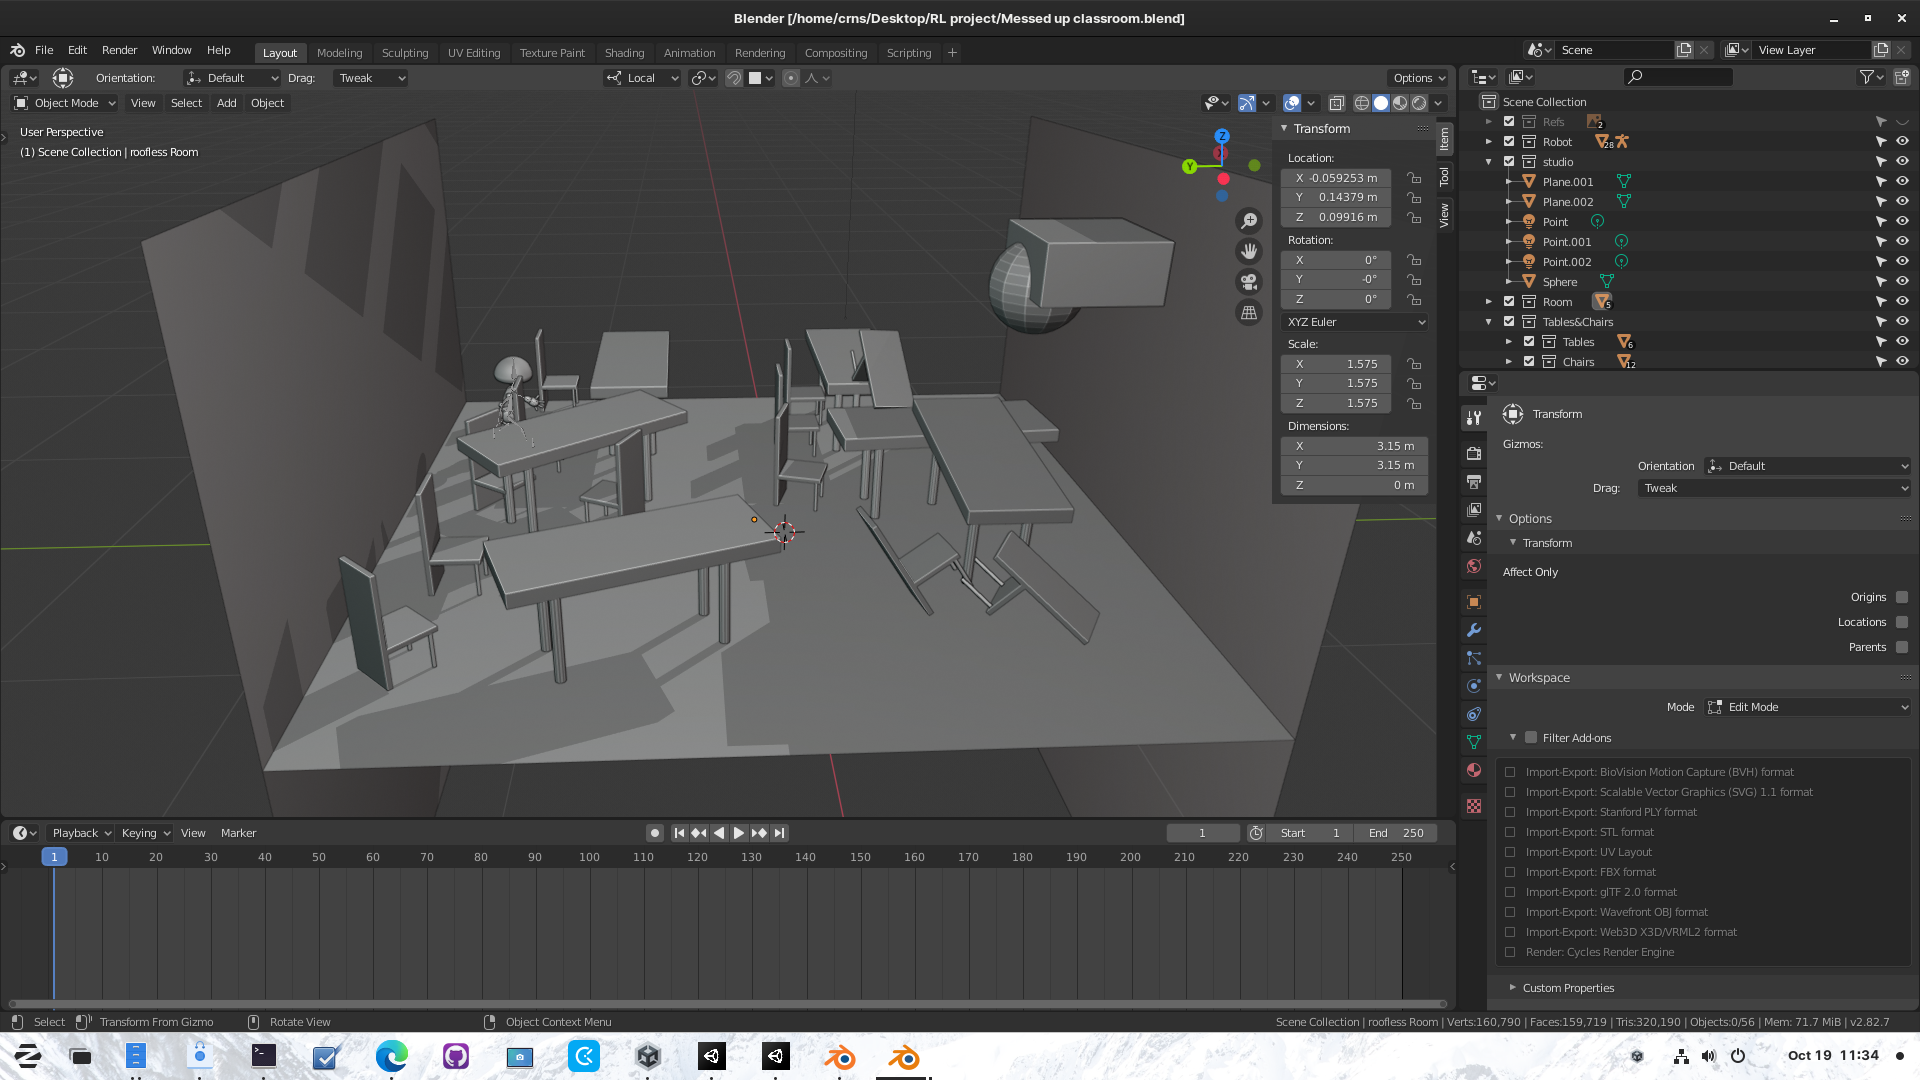 Blender [/home/crns/Desktop/RL project/Messed up classroom.blend]
File Edit Render Window Help
Layout Modeling Sculpting UV Editing Texture Paint Shading Animation Rendering Compositing Scripting +
Scene View Layer
Orientation: Default Drag: Tweak Local Options
Object Mode View Select Add Object
User Perspective
(1) Scene Collection | roofless Room
Z
Y
Transform
Location:
X -0.059253 m
Y 0.14379 m
Z 0.09916 m
Rotation:
X 0°
Y -0°
Z 0°
XYZ Euler
Scale:
X 1.575
Y 1.575
Z 1.575
Dimensions:
X 3.15 m
Y 3.15 m
Z 0 m
Item
Tool
View
Scene Collection
Refs 2
Robot 28
studio
Plane.001
Plane.002
Point
Point.001
Point.002
Sphere
Room 5
Tables&Chairs
Tables 6
Chairs 12
Transform
Gizmos:
Orientation Default
Drag: Tweak
Options
Transform
Affect Only
Origins
Locations
Parents
Workspace
Mode Edit Mode
Filter Add-ons
Import-Export: BioVision Motion Capture (BVH) format
Import-Export: Scalable Vector Graphics (SVG) 1.1 format
Import-Export: Stanford PLY format
Import-Export: STL format
Import-Export: UV Layout
Import-Export: FBX format
Import-Export: glTF 2.0 format
Import-Export: Wavefront OBJ format
Import-Export: Web3D X3D/VRML2 format
Render: Cycles Render Engine
Custom Properties
Playback Keying View Marker 1 Start 1 End 250
1 10 20 30 40 50 60 70 80 90 100 110 120 130 140 150 160 170 180 190 200 210 220 230 240 250
Select Transform From Gizmo Rotate View Object Context Menu
Scene Collection | roofless Room | Verts:160,790 | Faces:159,719 | Tris:320,190 | Objects:0/56 | Mem: 71.7 MiB | v2.82.7
Oct 19 11:34